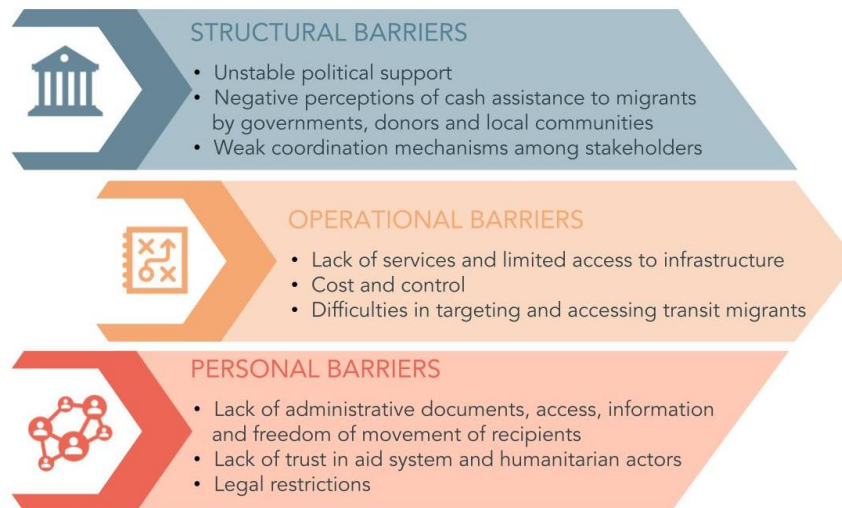 STRUCTURAL BARRIERS
• Unstable political support
• Negative perceptions of cash assistance to migrants
by governments, donors and local communities
• Weak coordination mechanisms among stakeholders
OPERATIONAL BARRIERS
• Lack of services and limited access to infrastructure
• Cost and control
• Difficulties in targeting and accessing transit migrants
PERSONAL BARRIERS
• Lack of administrative documents, access, information
and freedom of movement of recipients
• Lack of trust in aid system and humanitarian actors
• Legal restrictions